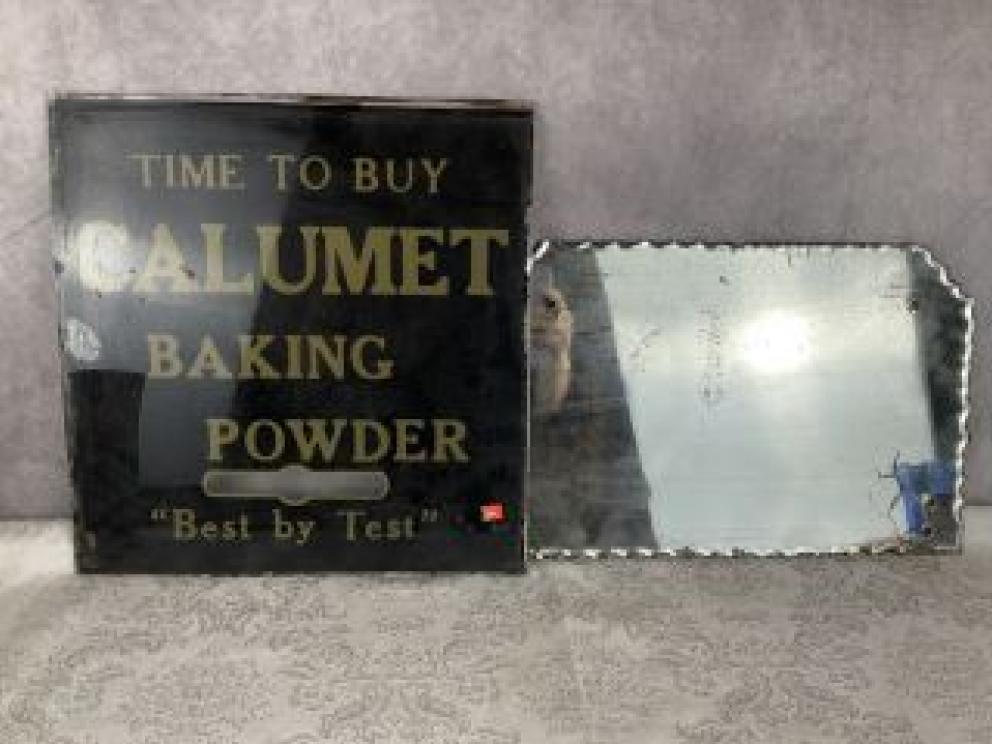 TIME TO BUY
CALUMET
BAKING
POWDER
"Best by Test"